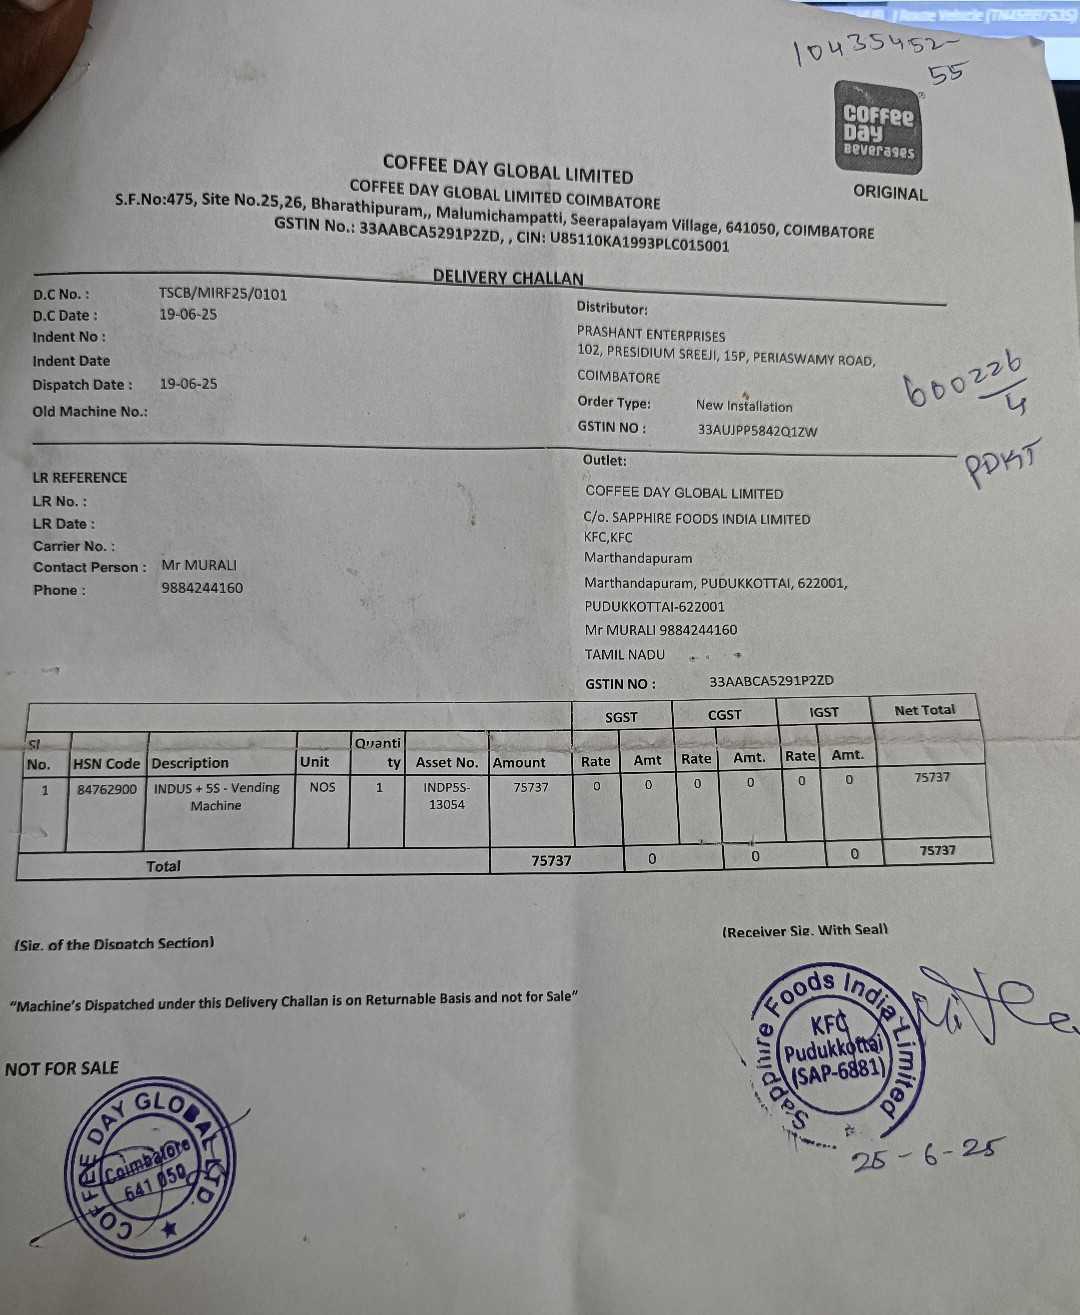 Route Vehicle (TN45BB7535)
10435452-
55
COFFee
Day
Beverages
ORIGINAL
COFFEE DAY GLOBAL LIMITED
COFFEE DAY GLOBAL LIMITED COIMBATORE
S.F.No:475, Site No.25,26, Bharathipuram,, Malumichampatti, Seerapalayam Village, 641050, COIMBATORE
GSTIN No.: 33AABCA5291P2ZD, , CIN: U85110KA1993PLC015001
DELIVERY CHALLAN
D.C No. : TSCB/MIRF25/0101
D.C Date : 19-06-25
Indent No :
Indent Date
Dispatch Date : 19-06-25
Old Machine No.:
Distributor:
PRASHANT ENTERPRISES
102, PRESIDIUM SREEJI, 15P, PERIASWAMY ROAD,
COIMBATORE
Order Type: New Installation
GSTIN NO : 33AUJPP5842Q1ZW
600226
4
PDKT
LR REFERENCE
LR No. :
LR Date :
Carrier No. :
Contact Person : Mr MURALI
Phone : 9884244160
Outlet:
COFFEE DAY GLOBAL LIMITED
C/o. SAPPHIRE FOODS INDIA LIMITED
KFC,KFC
Marthandapuram
Marthandapuram, PUDUKKOTTAI, 622001,
PUDUKKOTTAI-622001
Mr MURALI 9884244160
TAMIL NADU
GSTIN NO : 33AABCA5291P2ZD
SGST CGST IGST Net Total
Sl No. HSN Code Description Unit Quantity Asset No. Amount Rate Amt Rate Amt. Rate Amt.
1 84762900 INDUS + 5S - Vending NOS 1 INDP5S- 75737 0 0 0 0 0 0 75737
Machine 13054
Total 75737 0 0 0 75737
(Sig. of the Dispatch Section)
(Receiver Sig. With Seal)
"Machine's Dispatched under this Delivery Challan is on Returnable Basis and not for Sale"
NOT FOR SALE
COFFEE DAY GLOBAL LTD.
Coimbatore
641 050
Sapphire Foods India Limited
KFC
Pudukkottai
(SAP-6881)
25-6-25